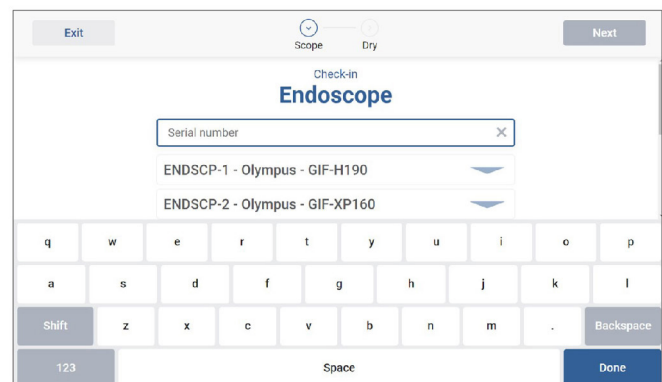 Exit
Scope Dry
Next
Check-in
Endoscope
Serial number
ENDSCP-1 - Olympus - GIF-H190
ENDSCP-2 - Olympus - GIF-XP160
q w e r t y u i o p
a s d f g h j k l
Shift z x c v b n m . Backspace
123 Space Done